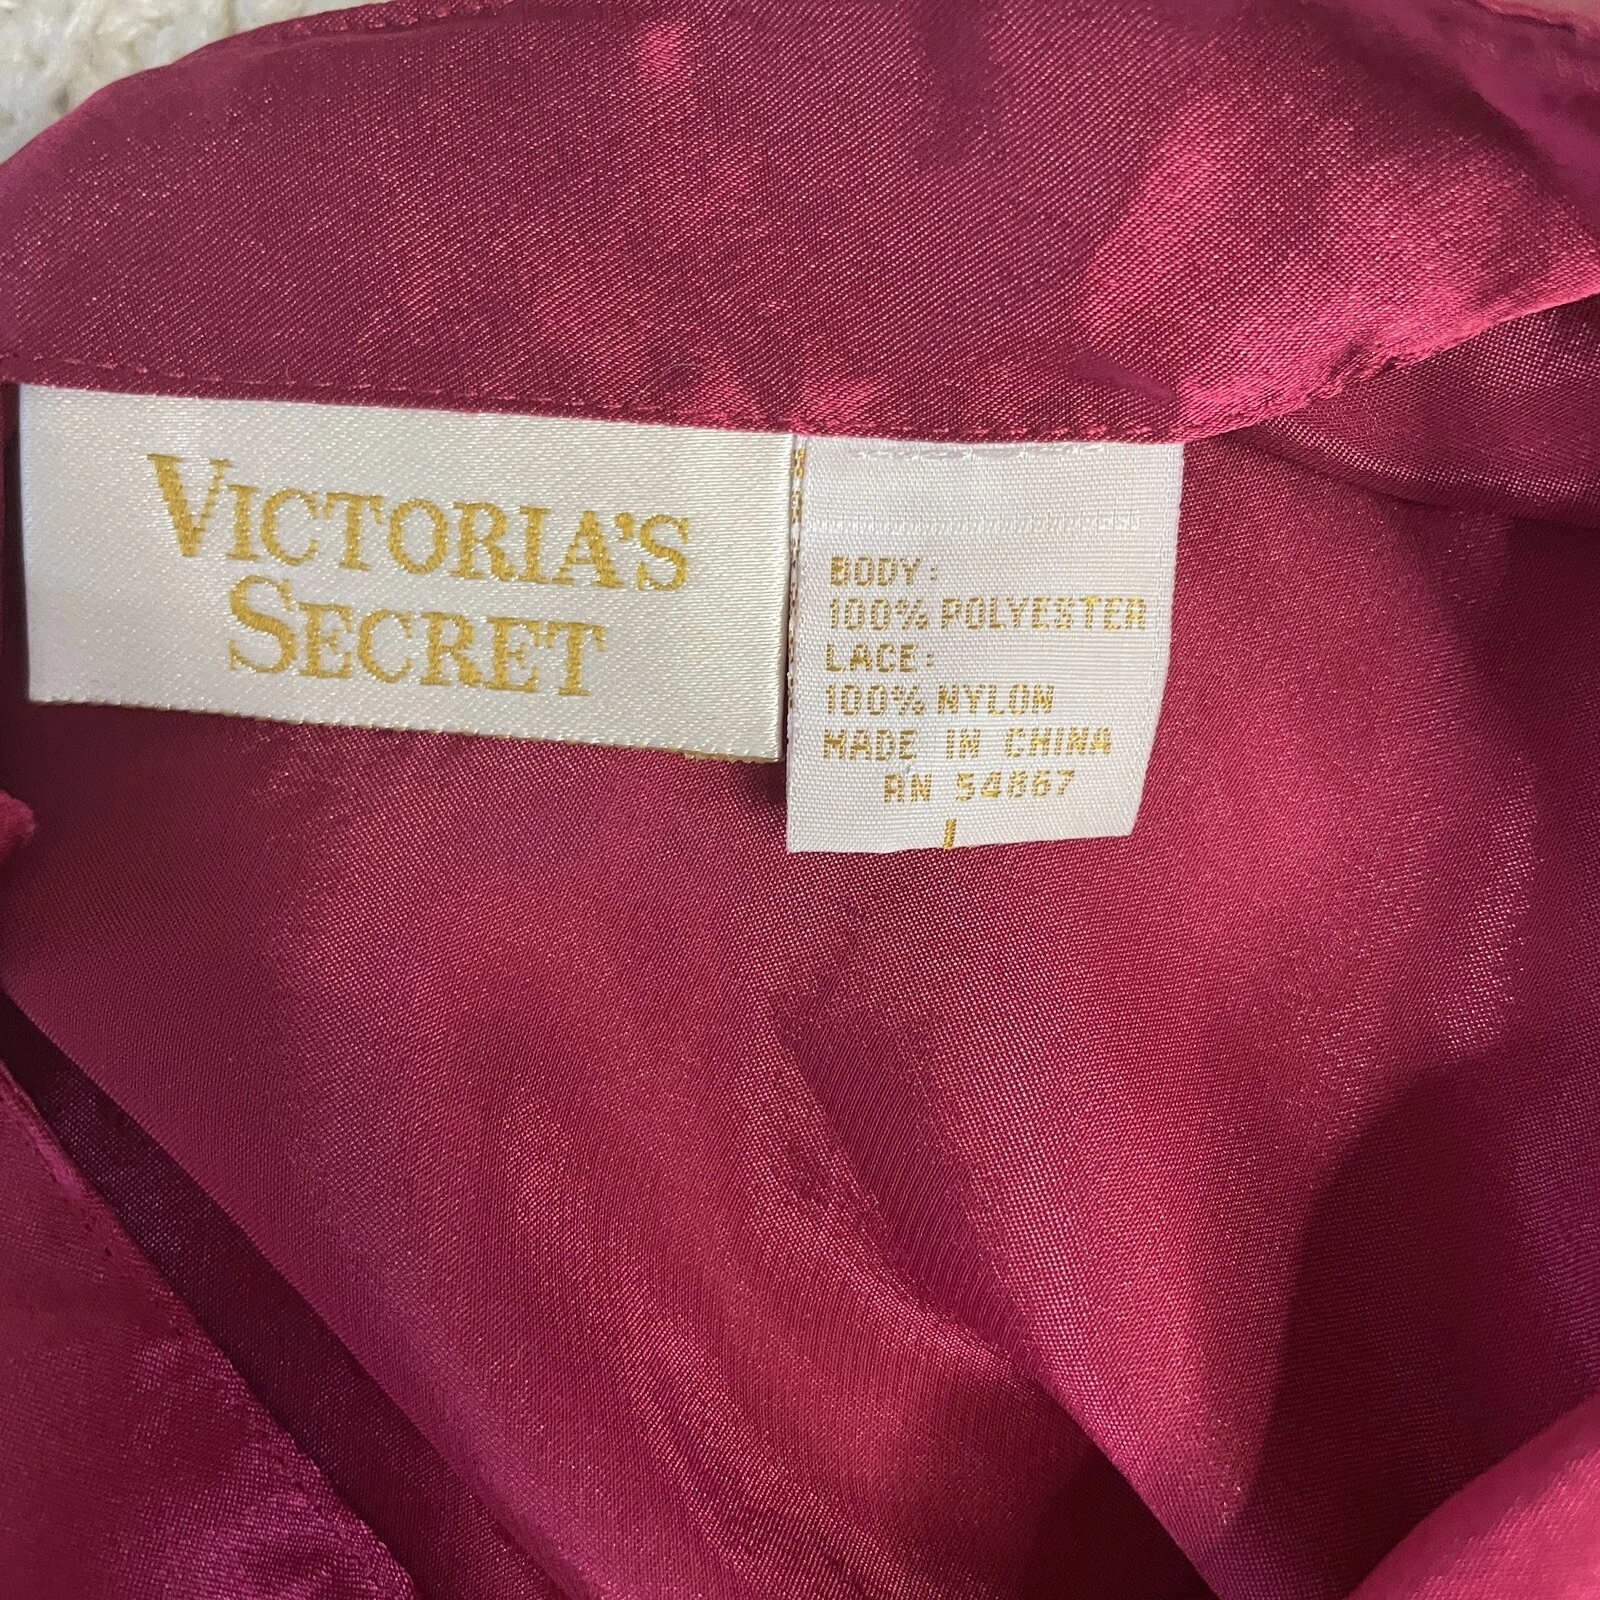 VICTORIA'S
SECRET
BODY:
100% POLYESTER
LACE:
100% NYLON
MADE IN CHINA
RN 54867